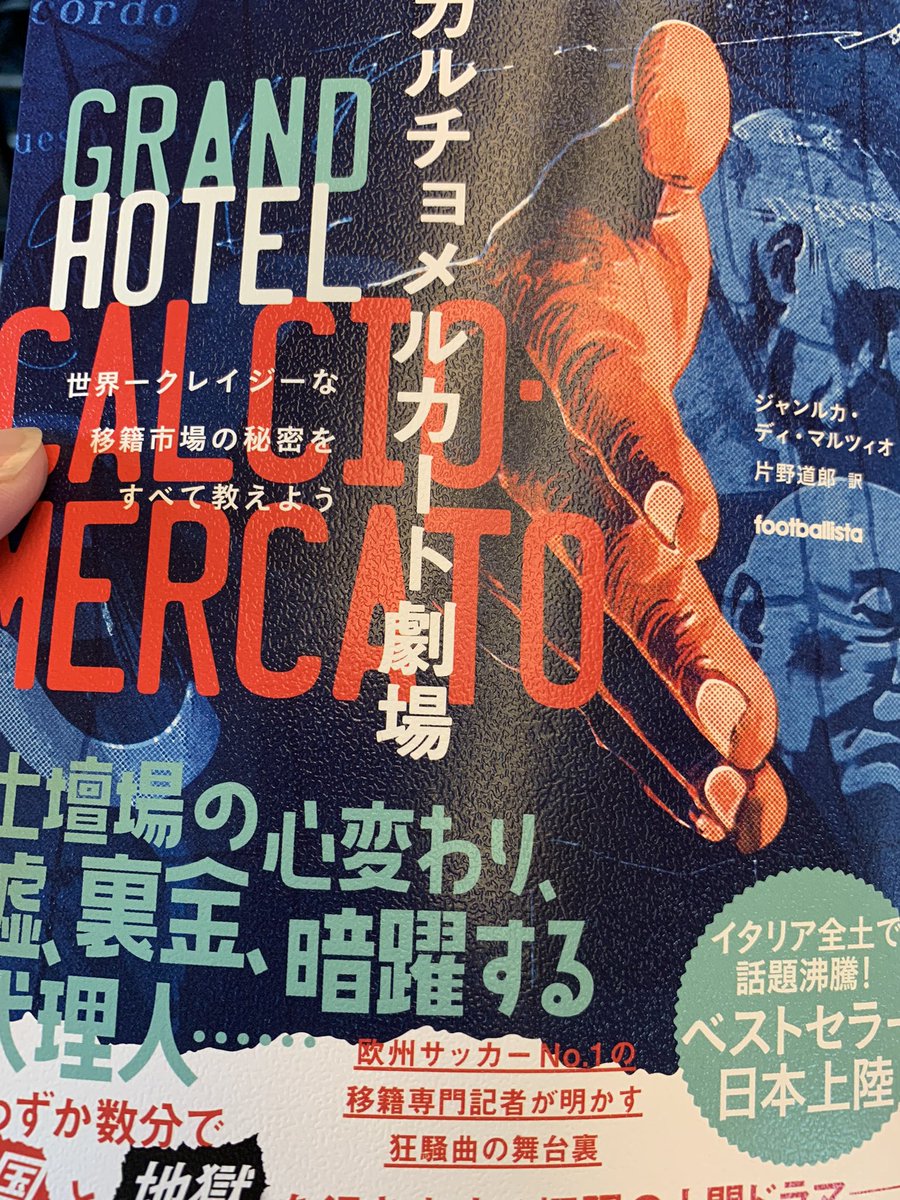 cordo
GRAND
HOTEL
CALCIO-
MERCATO
カルチョメルカート劇場
世界一クレイジーな
移籍市場の秘密を
すべて教えよう
ジャンルカ・
ディ・マルツィオ
片野道郎 訳
footballista
土壇場の心変わり、
嘘、裏金、暗躍する
代理人……
イタリア全土で
話題沸騰！
ベストセラー
日本上陸
欧州サッカーNo.1の
移籍専門記者が明かす
狂騒曲の舞台裏
わずか数分で
国と地獄